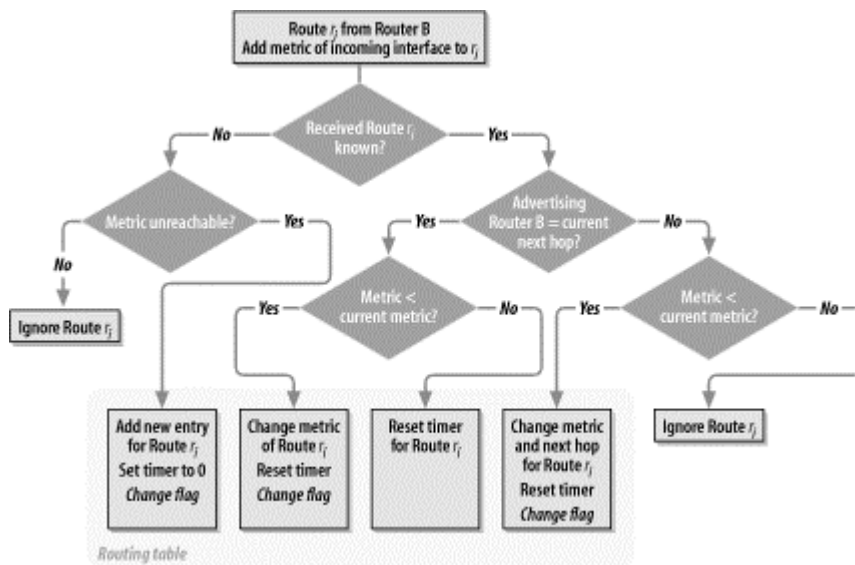 Route rj from Router B
Add metric of incoming interface to rj
Received Route rj
known?
No
Yes
Metric unreachable?
Yes
No
Advertising
Router B = current
next hop?
Yes
No
Ignore Route rj
Metric <
current metric?
Yes
No
Metric <
current metric?
Yes
No
Add new entry
for Route rj
Set timer to 0
Change flag
Change metric
of Route rj
Reset timer
Change flag
Reset timer
for Route rj
Change metric
and next hop
for Route rj
Reset timer
Change flag
Ignore Route rj
Routing table